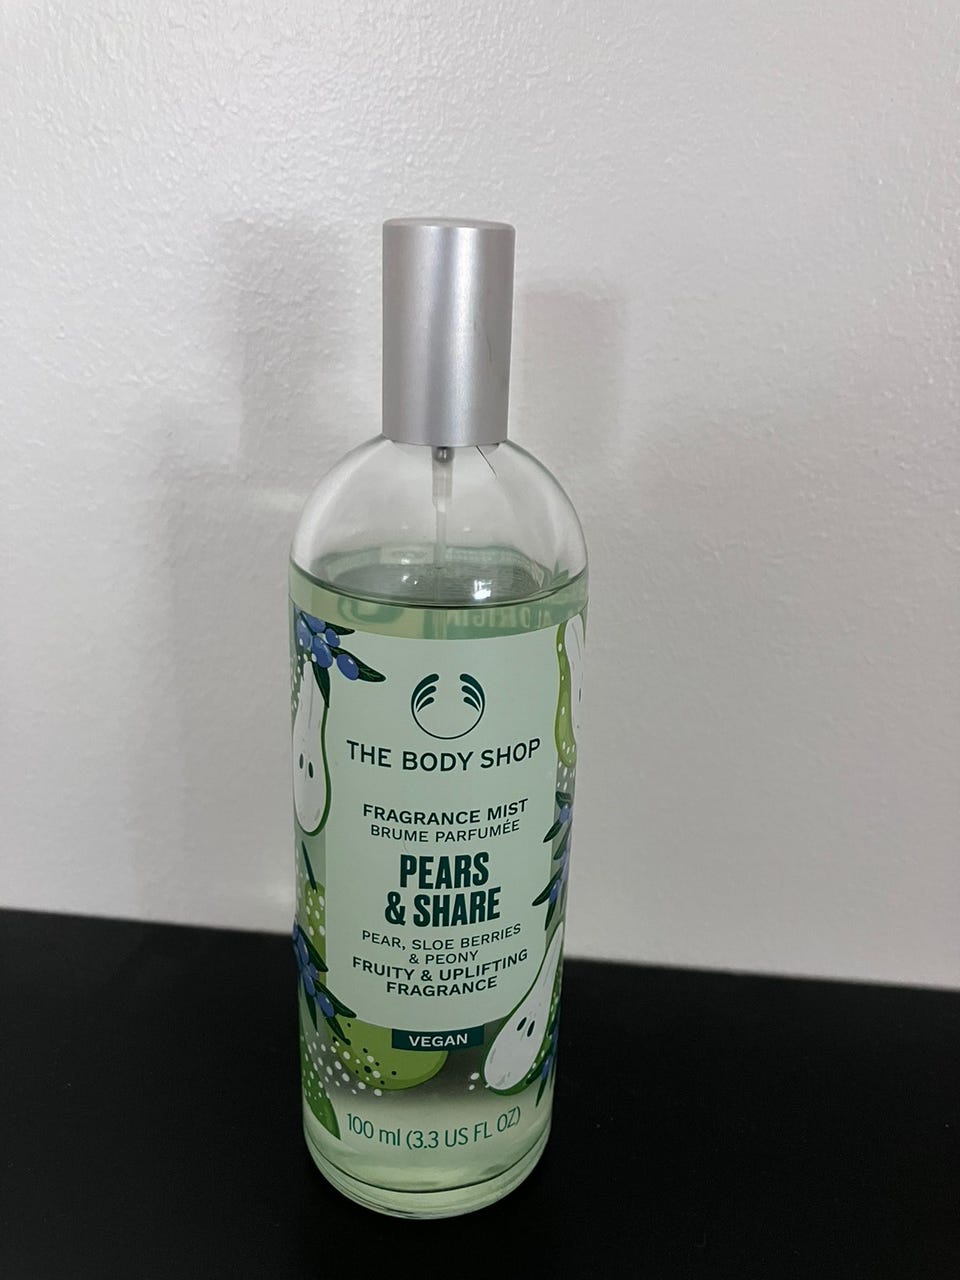 THE BODY SHOP
FRAGRANCE MIST
BRUME PARFUMÉE
PEARS
& SHARE
PEAR, SLOE BERRIES
& PEONY
FRUITY & UPLIFTING
FRAGRANCE
VEGAN
100 ml (3.3 US FL OZ)